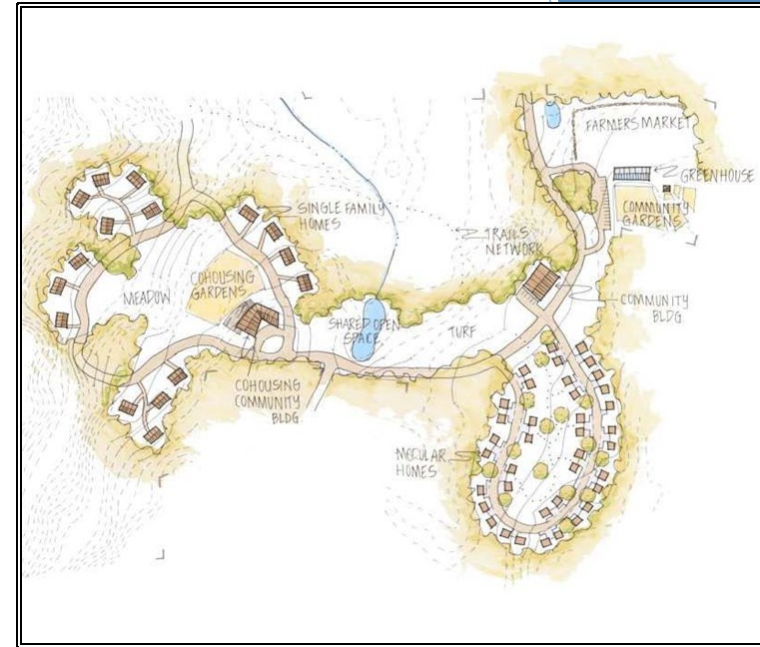 FARMERS MARKET
GREENHOUSE
COMMUNITY
GARDENS
SINGLE FAMILY
HOMES
TRAILS
NETWORK
COHOUSING
GARDENS
MEADOW
COMMUNITY
BLDG
SHARED OPEN
SPACE
TURF
COHOUSING
COMMUNITY
BLDG
MODULAR
HOMES